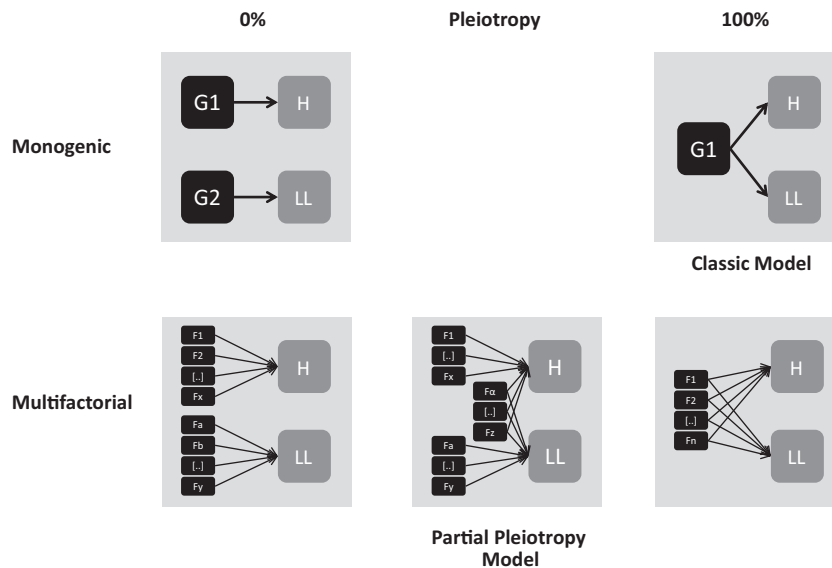 0% Pleiotropy 100%
G1 H
G2 LL
Monogenic
G1 H
LL
Classic Model
Multifactorial
F1
F2
[..]
Fx
H
Fa
Fb
[..]
Fy
LL
F1
[..]
Fx
H
Fα
[..]
Fz
Fa
[..]
Fy
LL
Partial Pleiotropy
Model
F1
F2
[..]
Fn
H
LL